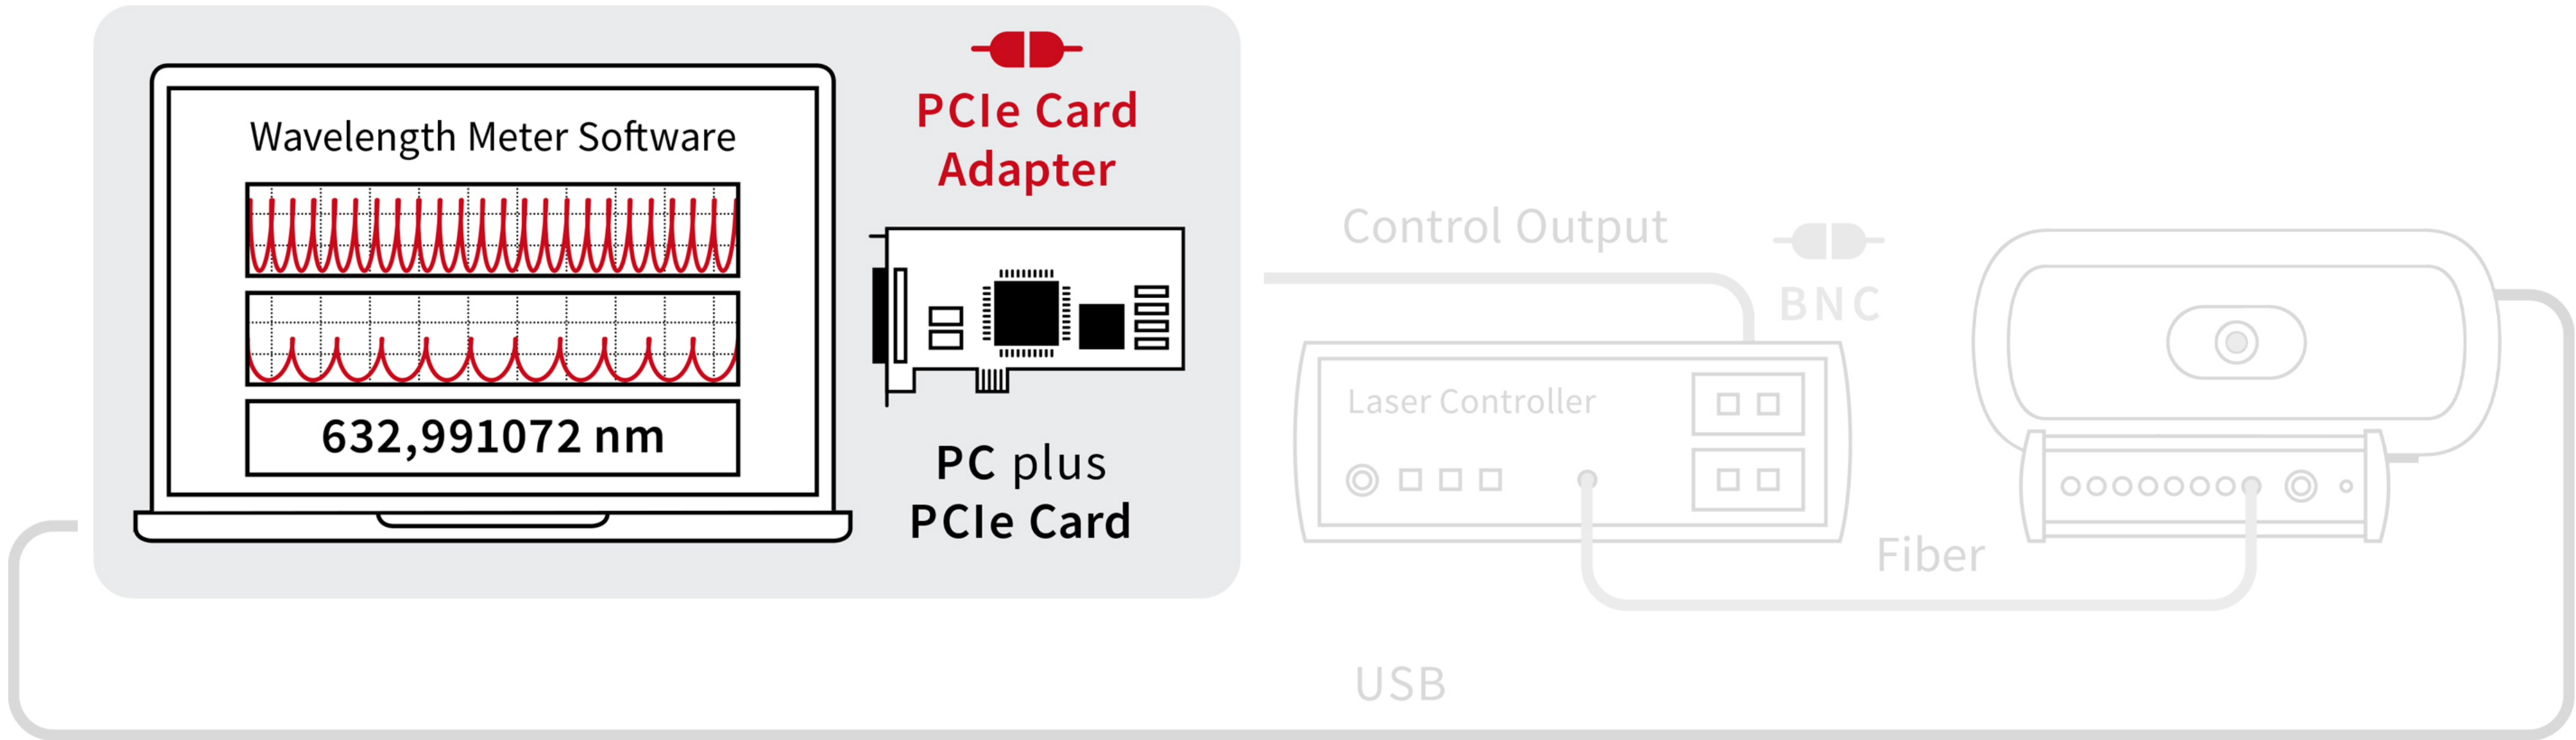 Wavelength Meter Software
632,991072 nm
PCIe Card
Adapter
PC plus
PCIe Card
Control Output
BNC
Laser Controller
Fiber
USB